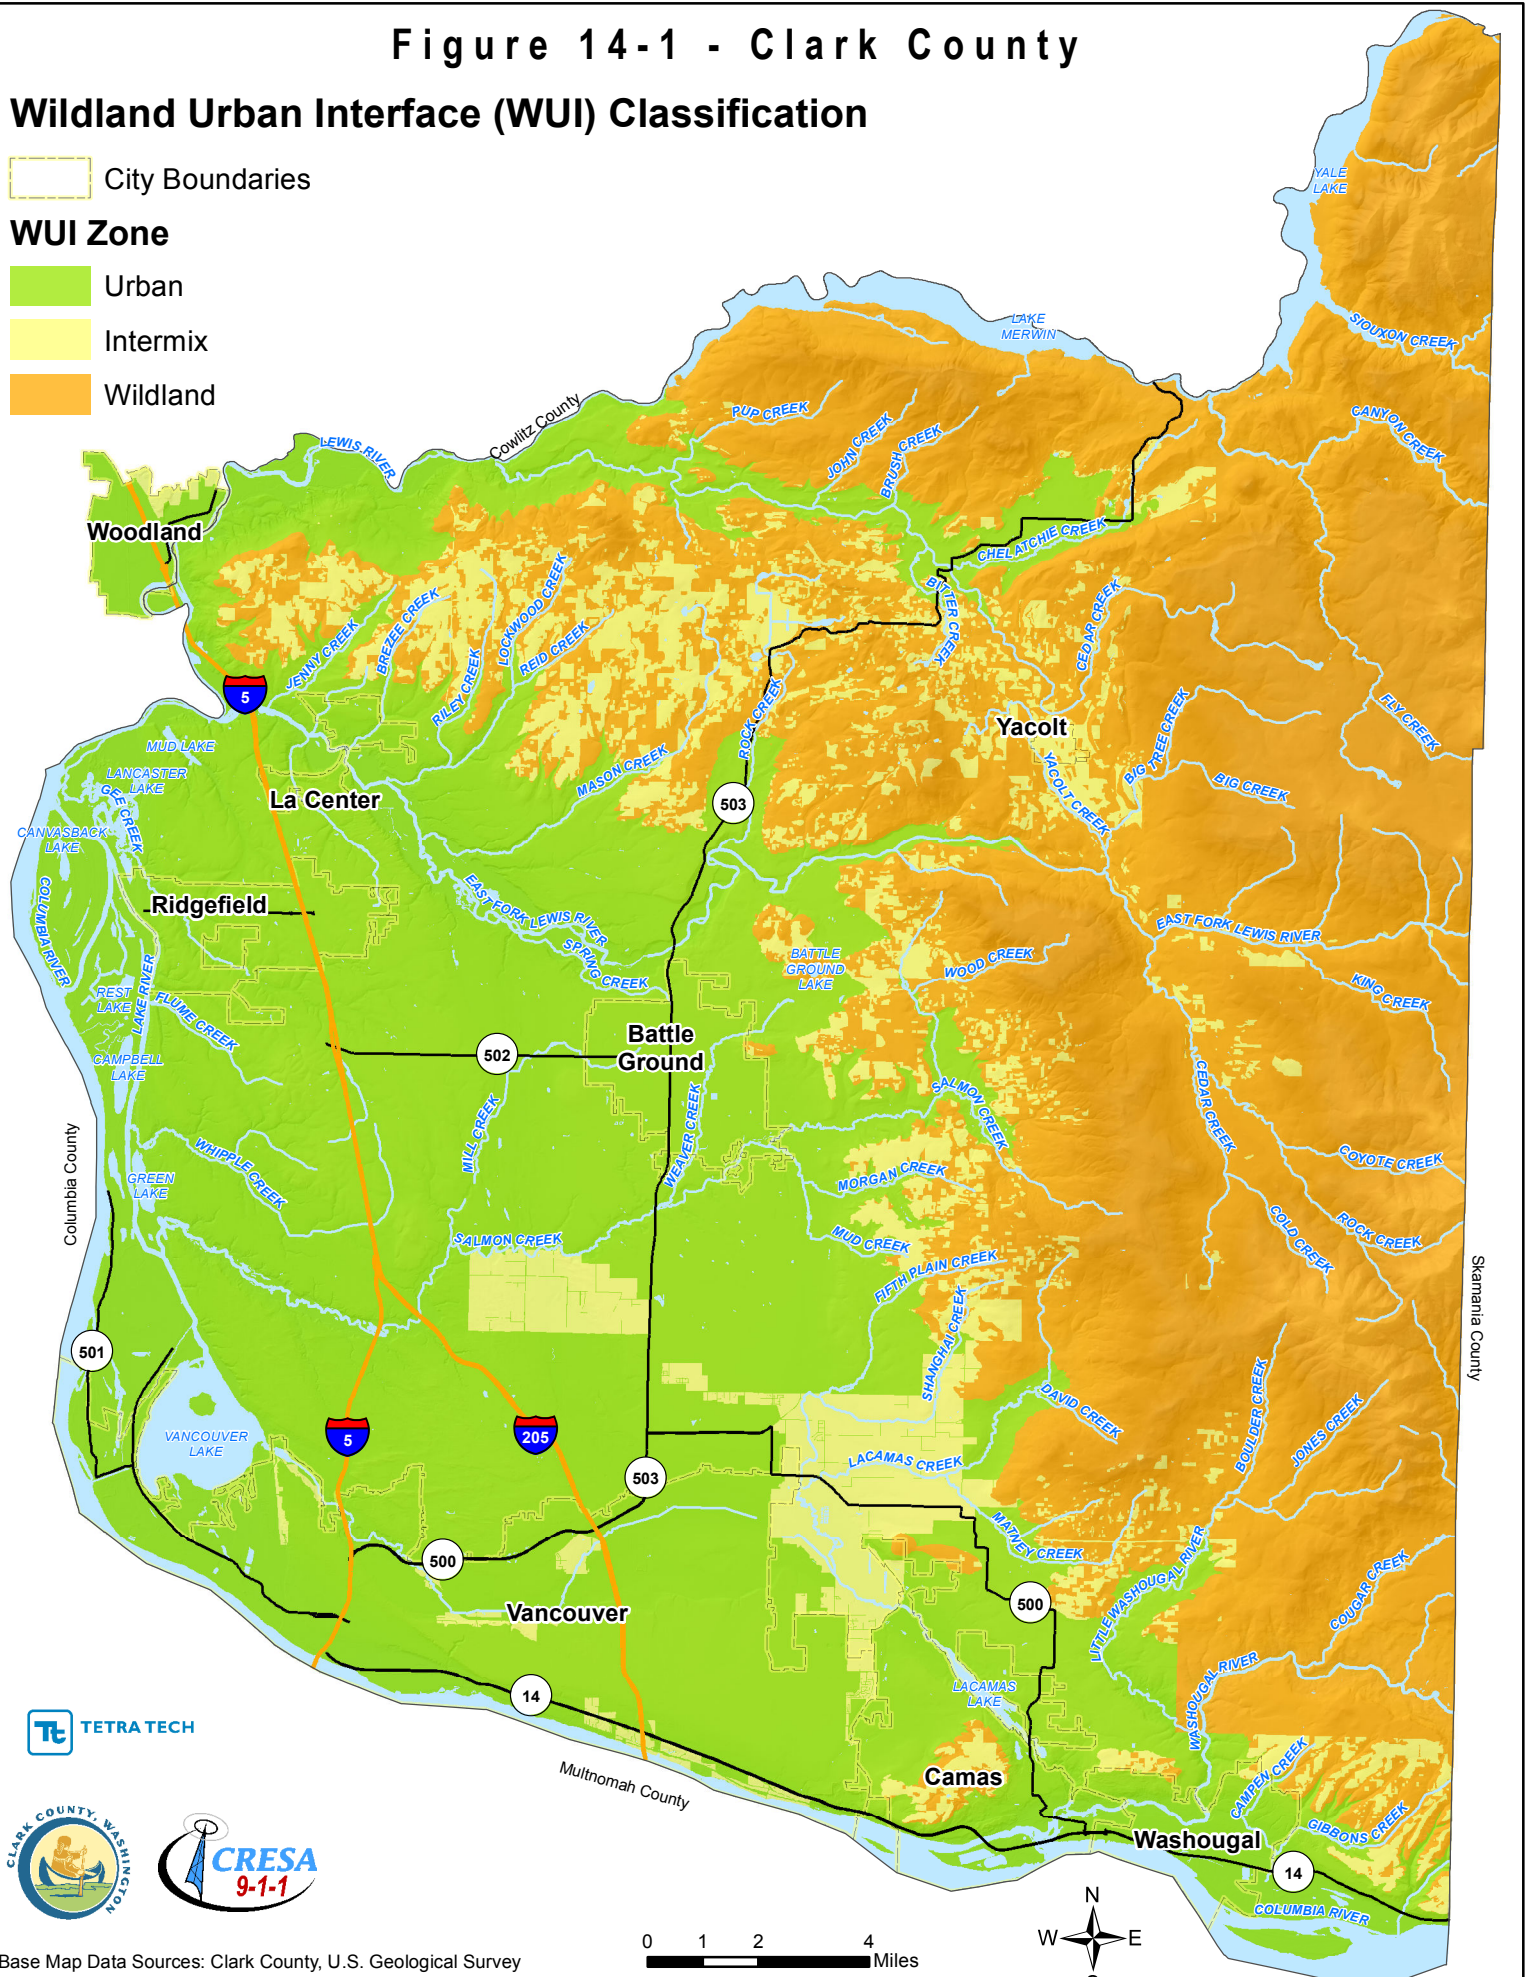 Figure 14-1 - Clark County
Wildland Urban Interface (WUI) Classification
City Boundaries
WUI Zone
Urban
Intermix
Wildland
YALE
LAKE
SIOUXON CREEK
LAKE
MERWIN
CANYON CREEK
Cowlitz County
PUP CREEK
JOHN CREEK
BRUSH CREEK
LEWIS RIVER
Woodland
CHELATCHIE CREEK
BITTER CREEK
CEDAR CREEK
LOCKWOOD CREEK
REID CREEK
BREZEE CREEK
JENNY CREEK
RILEY CREEK
5
ROCK CREEK
Yacolt
FLY CREEK
BIG TREE CREEK
BIG CREEK
YACOLT CREEK
MASON CREEK
503
MUD LAKE
LANCASTER
LAKE
GEE CREEK
La Center
CANVASBACK
LAKE
COLUMBIA RIVER
Ridgefield
EAST FORK LEWIS RIVER
SPRING CREEK
EAST FORK LEWIS RIVER
BATTLE
GROUND
LAKE
WOOD CREEK
KING CREEK
REST
LAKE
LAKE RIVER
FLUME CREEK
CAMPBELL
LAKE
502
Battle
Ground
SALMON CREEK
CEDAR CREEK
MILL CREEK
WEAVER CREEK
WHIPPLE CREEK
GREEN
LAKE
Columbia County
MORGAN CREEK
COYOTE CREEK
MUD CREEK
COLD CREEK
ROCK CREEK
SALMON CREEK
FIFTH PLAIN CREEK
SHANGHAI CREEK
Skamania County
501
VANCOUVER
LAKE
5
205
503
DAVID CREEK
BOULDER CREEK
JONES CREEK
LACAMAS CREEK
MATNEY CREEK
500
Vancouver
500
LITTLE WASHOUGAL RIVER
COUGAR CREEK
WASHOUGAL RIVER
LACAMAS
LAKE
14
Multnomah County
Camas
CAMPEN CREEK
GIBBONS CREEK
Washougal
14
COLUMBIA RIVER
Tt TETRA TECH
CLARK COUNTY, WASHINGTON
CRESA
9-1-1
N
W E
S
0 1 2 4
Miles
Base Map Data Sources: Clark County, U.S. Geological Survey